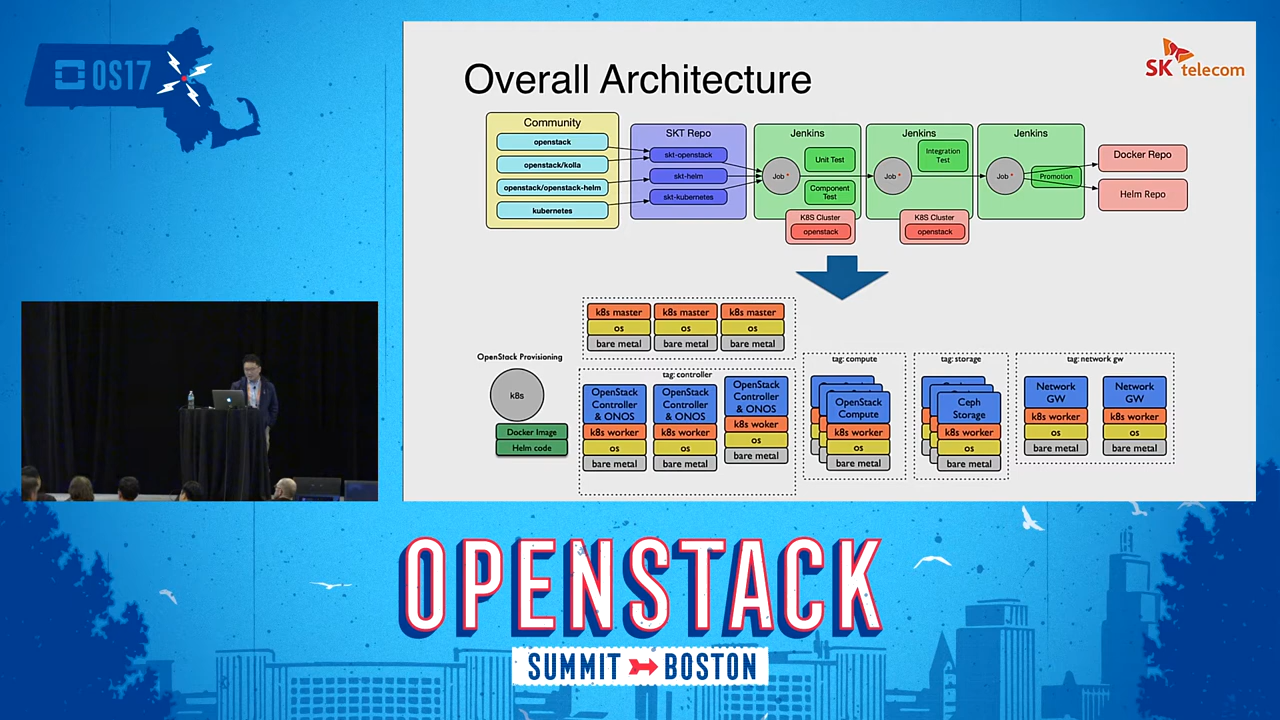 OS17
Overall Architecture
SK telecom
Community
openstack
openstack/kolla
openstack/openstack-helm
kubernetes
SKT Repo
skt-openstack
skt-helm
skt-kubernetes
Jenkins
Job *
Unit Test
Component
Test
K8S Cluster
openstack
Jenkins
Job *
Integration
Test
K8S Cluster
openstack
Jenkins
Job *
Promotion
Docker Repo
Helm Repo
k8s master
os
bare metal
k8s master
os
bare metal
k8s master
os
bare metal
OpenStack Provisioning
k8s
Docker Image
Helm code
tag: controller
OpenStack
Controller
& ONOS
k8s worker
os
bare metal
OpenStack
Controller
& ONOS
k8s worker
os
bare metal
OpenStack
Controller
& ONOS
k8s woker
os
bare metal
tag: compute
OpenStack
Compute
k8s worker
os
bare metal
tag: storage
Ceph
Storage
k8s worker
os
bare metal
tag: network gw
Network
GW
k8s worker
os
bare metal
Network
GW
k8s worker
os
bare metal
OPENSTACK
SUMMIT BOSTON